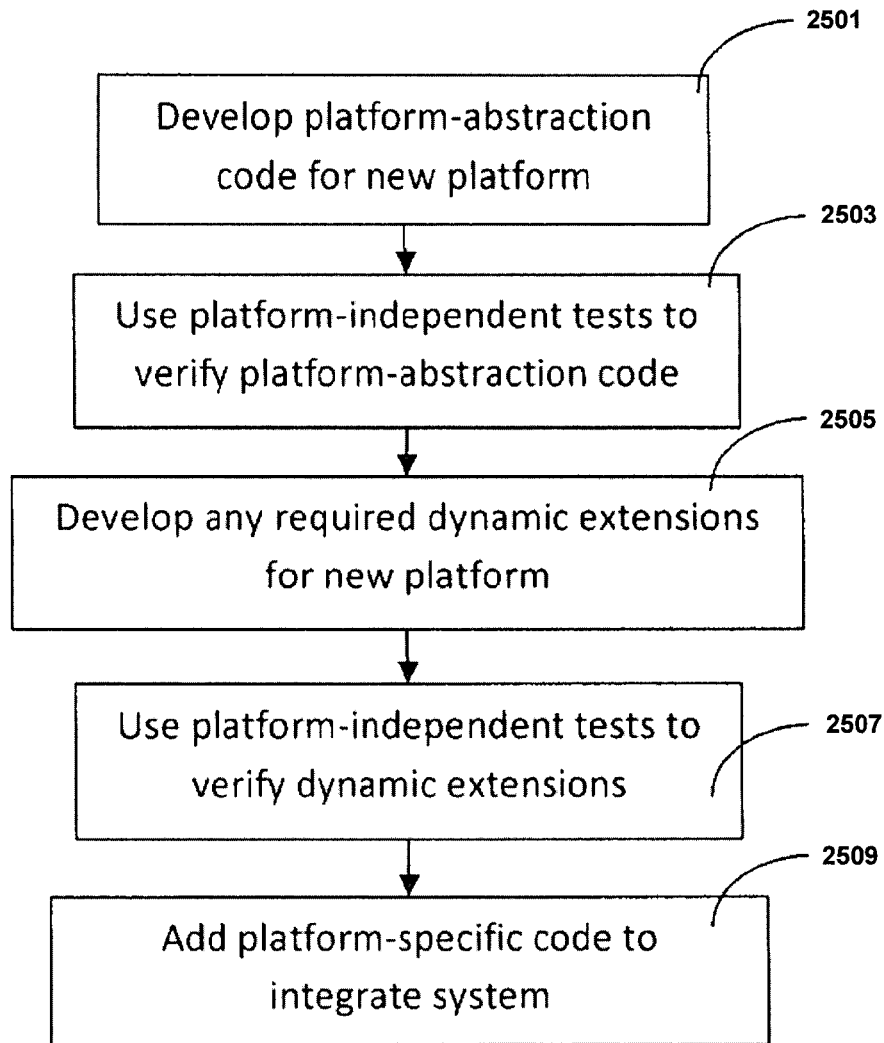 2501
Develop platform-abstraction
code for new platform
2503
Use platform-independent tests to
verify platform-abstraction code
2505
Develop any required dynamic extensions
for new platform
Use platform-independent tests to
2507
verify dynamic extensions
2509
Add platform-specific code to
integrate system